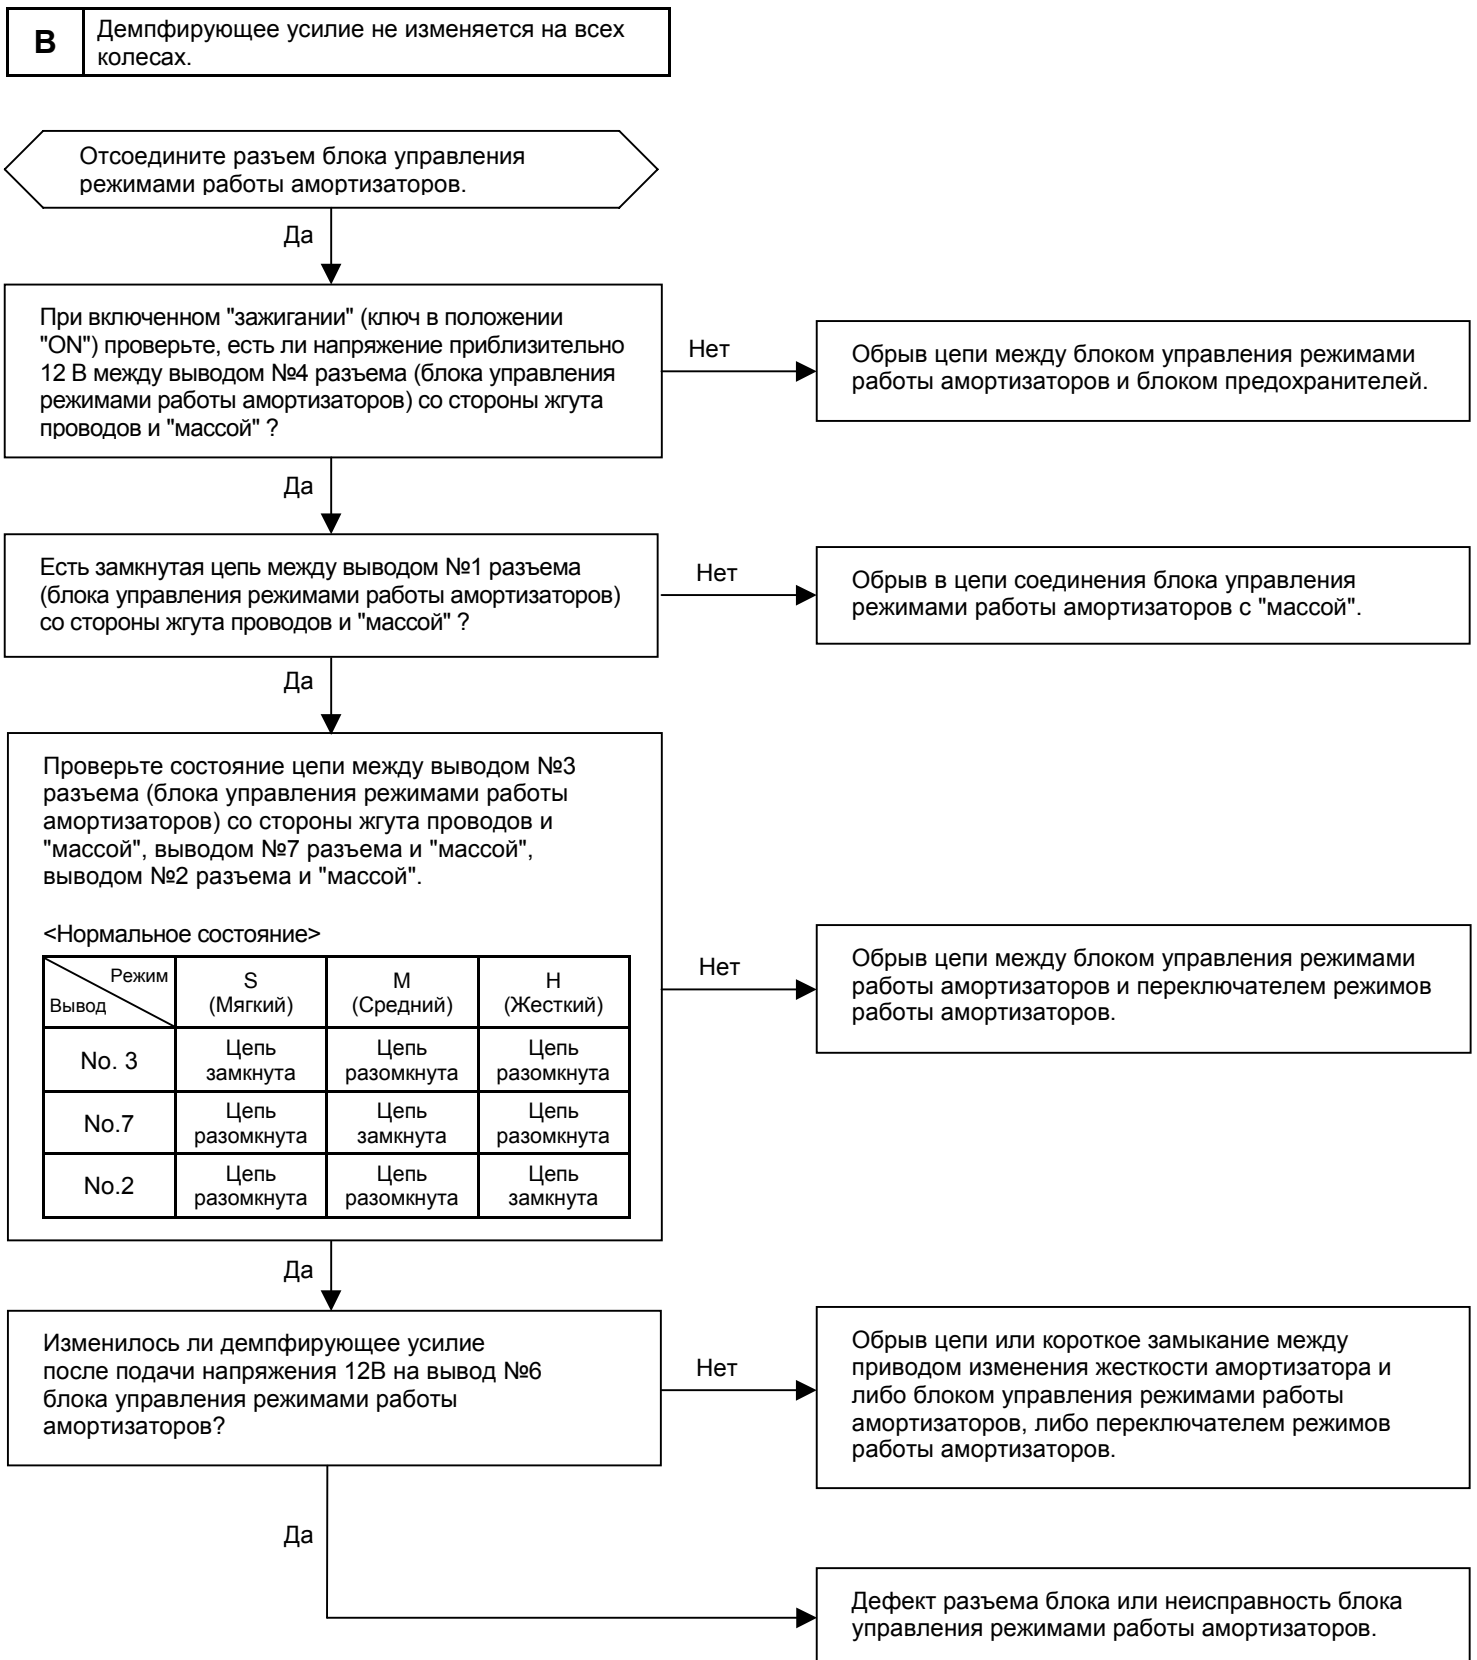 В
Демпфирующее усилие не изменяется на всех
колесах.
Отсоедините разъем блока управления
режимами работы амортизаторов.
Да
При включенном "зажигании" (ключ в положении
"ON") проверьте, есть ли напряжение приблизительно
12 В между выводом №4 разъема (блока управления
режимами работы амортизаторов) со стороны жгута
проводов и "массой" ?
Нет
Обрыв цепи между блоком управления режимами
работы амортизаторов и блоком предохранителей.
Да
Есть замкнутая цепь между выводом №1 разъема
(блока управления режимами работы амортизаторов)
со стороны жгута проводов и "массой" ?
Нет
Обрыв в цепи соединения блока управления
режимами работы амортизаторов с "массой".
Да
Проверьте состояние цепи между выводом №3
разъема (блока управления режимами работы
амортизаторов) со стороны жгута проводов и
"массой", выводом №7 разъема и "массой",
выводом №2 разъема и "массой".
<Нормальное состояние>
Режим
Вывод
S
(Мягкий)
M
(Средний)
H
(Жесткий)
No. 3
Цепь
замкнута
Цепь
разомкнута
Цепь
разомкнута
No.7
Цепь
разомкнута
Цепь
замкнута
Цепь
разомкнута
No.2
Цепь
разомкнута
Цепь
разомкнута
Цепь
замкнута
Нет
Обрыв цепи между блоком управления режимами
работы амортизаторов и переключателем режимов
работы амортизаторов.
Да
Изменилось ли демпфирующее усилие
после подачи напряжения 12В на вывод №6
блока управления режимами работы
амортизаторов?
Нет
Обрыв цепи или короткое замыкание между
приводом изменения жесткости амортизатора и
либо блоком управления режимами работы
амортизаторов, либо переключателем режимов
работы амортизаторов.
Да
Дефект разъема блока или неисправность блока
управления режимами работы амортизаторов.